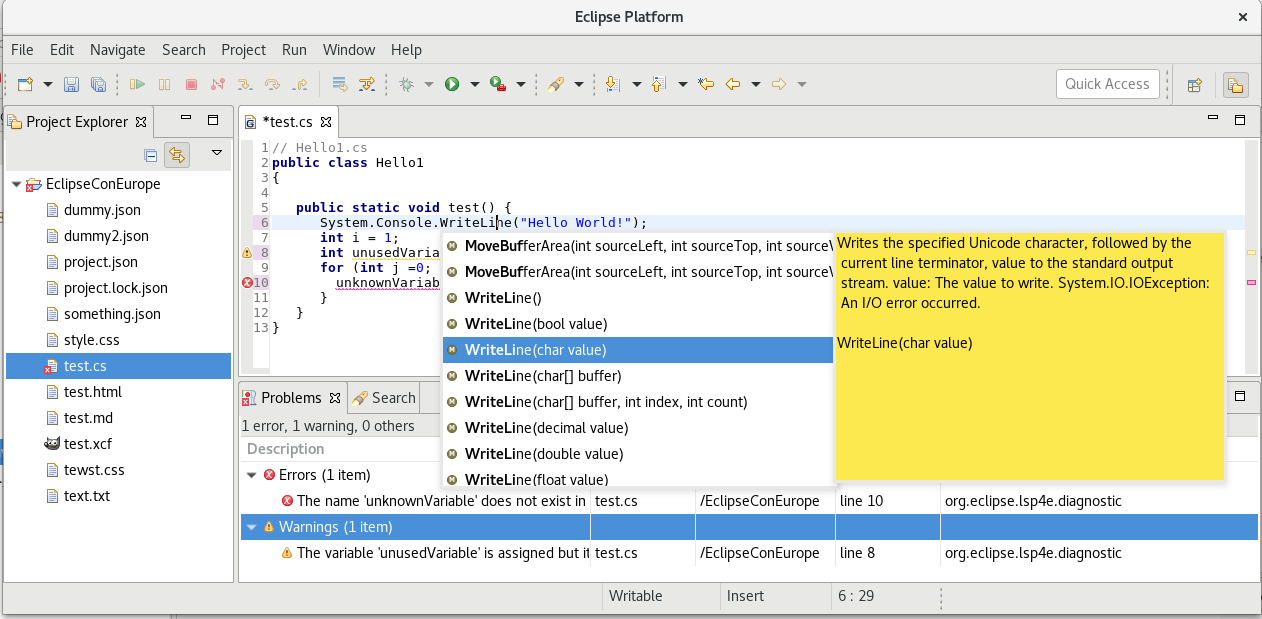 Eclipse Platform
File Edit Navigate Search Project Run Window Help
Quick Access
Project Explorer
EclipseConEurope
dummy.json
dummy2.json
project.json
project.lock.json
something.json
style.css
test.cs
test.html
test.md
test.xcf
tewst.css
text.txt
*test.cs
1 // Hello1.cs
2 public class Hello1
3 {
4
5 public static void test() {
6 System.Console.WriteLine("Hello World!");
7 int i = 1;
8 int unusedVaria
9 for (int j =0;
10 unknownVariab
11 }
12 }
13 }
MoveBufferArea(int sourceLeft, int sourceTop, int source
MoveBufferArea(int sourceLeft, int sourceTop, int source
WriteLine()
WriteLine(bool value)
WriteLine(char value)
WriteLine(char[] buffer)
WriteLine(char[] buffer, int index, int count)
WriteLine(decimal value)
WriteLine(double value)
WriteLine(float value)
Writes the specified Unicode character, followed by the
current line terminator, value to the standard output
stream. value: The value to write. System.IO.IOException:
An I/O error occurred.
WriteLine(char value)
Problems Search
1 error, 1 warning, 0 others
Description
Errors (1 item)
The name 'unknownVariable' does not exist in test.cs /EclipseConEurope line 10 org.eclipse.lsp4e.diagnostic
Warnings (1 item)
The variable 'unusedVariable' is assigned but it test.cs /EclipseConEurope line 8 org.eclipse.lsp4e.diagnostic
Writable Insert 6 : 29